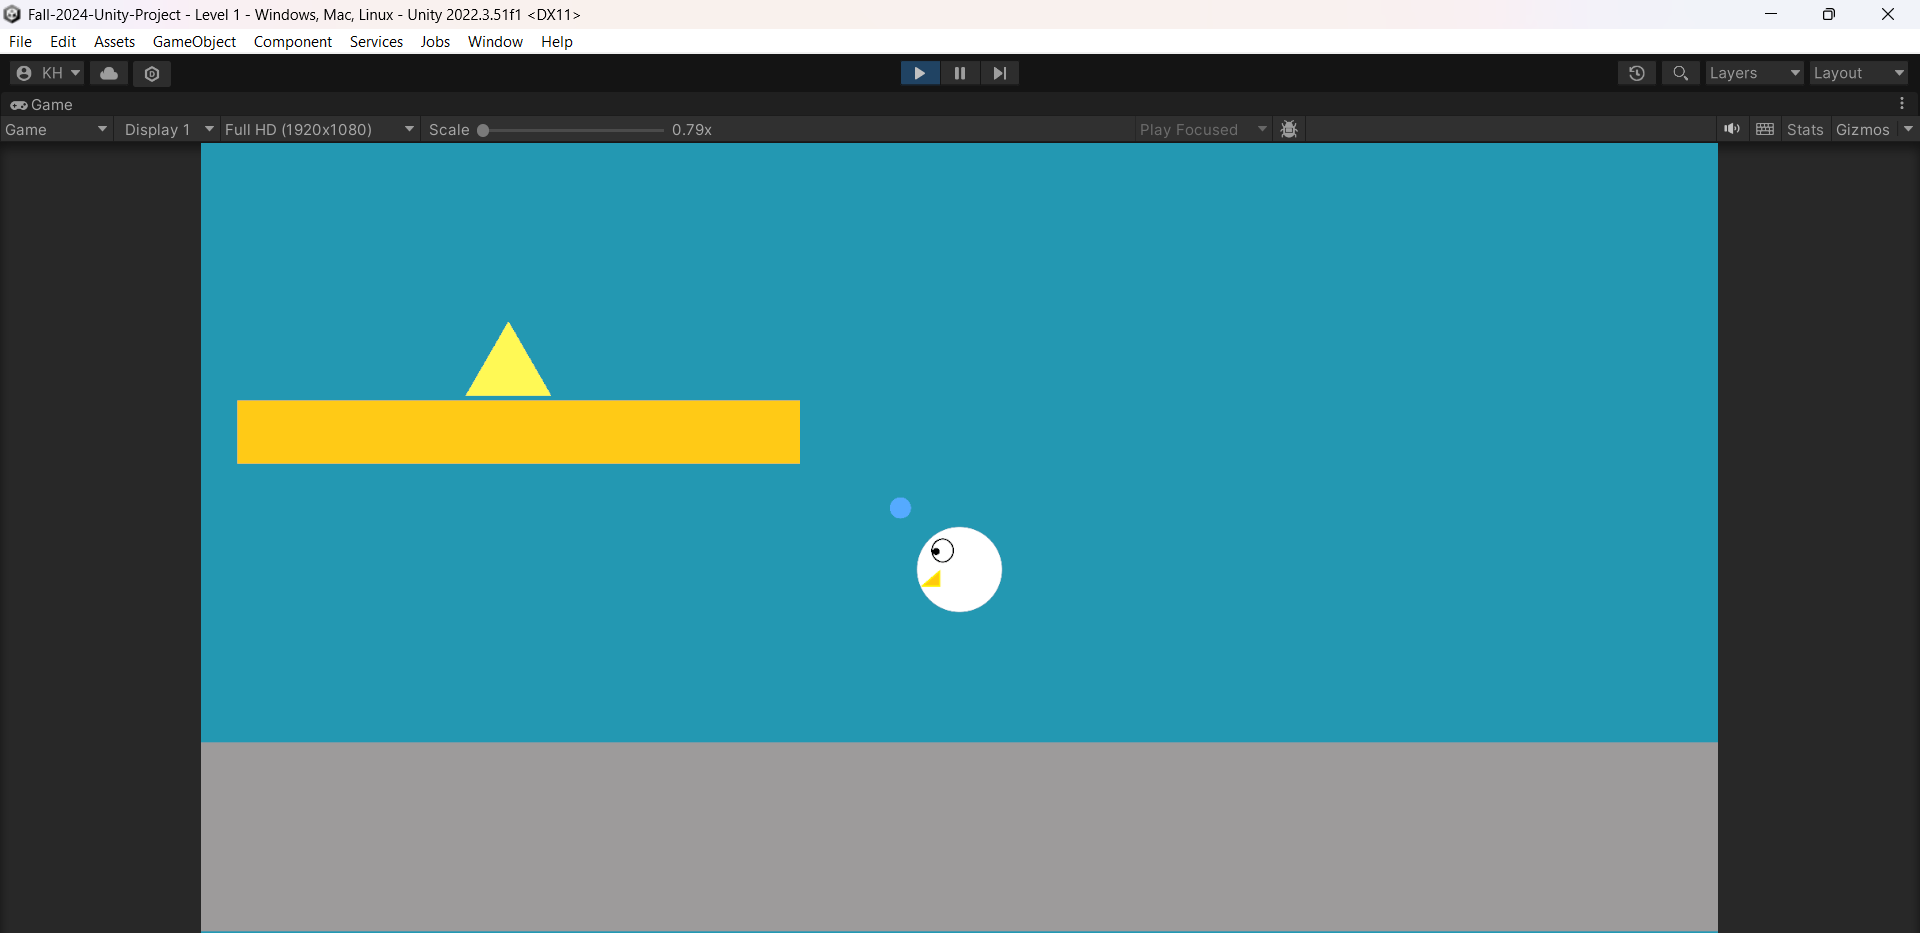 Fall-2024-Unity-Project - Level 1 - Windows, Mac, Linux - Unity 2022.3.51f1 <DX11>
File Edit Assets GameObject Component Services Jobs Window Help
KH Layers Layout
Game
Game Display 1 Full HD (1920x1080) Scale 0.79x Play Focused Stats Gizmos